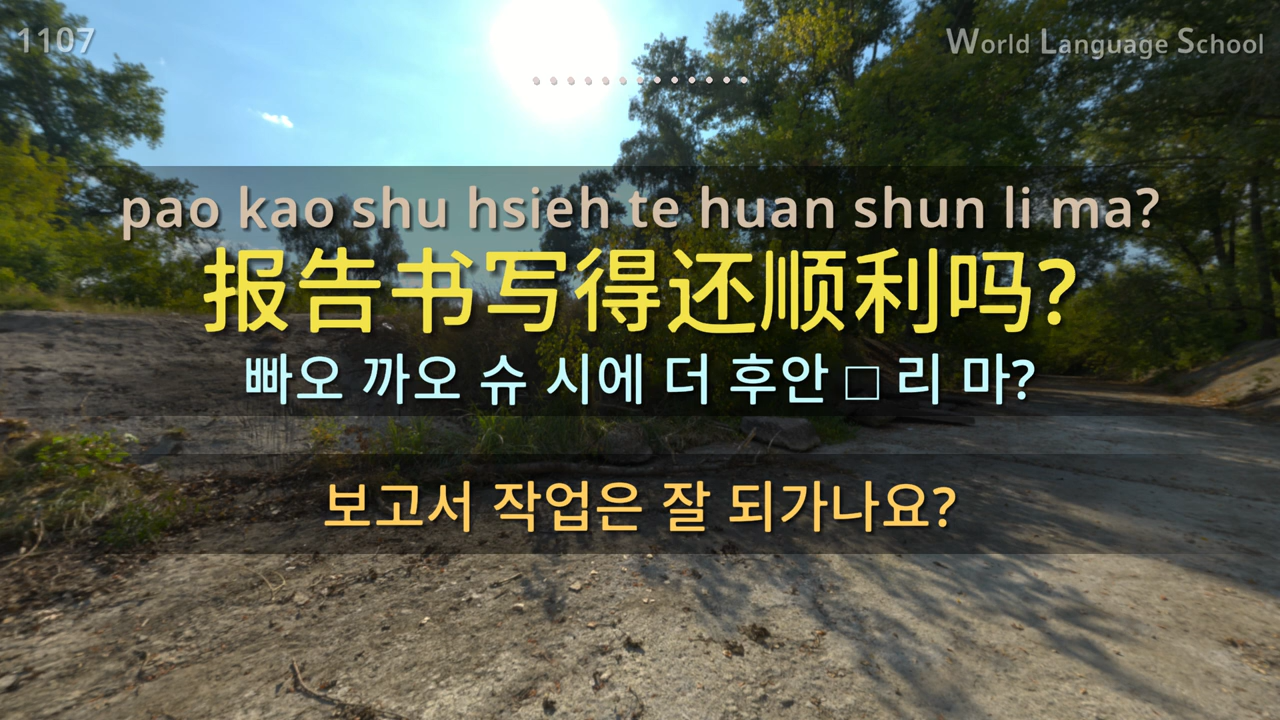 1107
World Language School
pao kao shu hsieh te huan shun li ma?
报告书写得还顺利吗?
빠오 까오 슈 시에 더 후안 □ 리 마?
보고서 작업은 잘 되가나요?